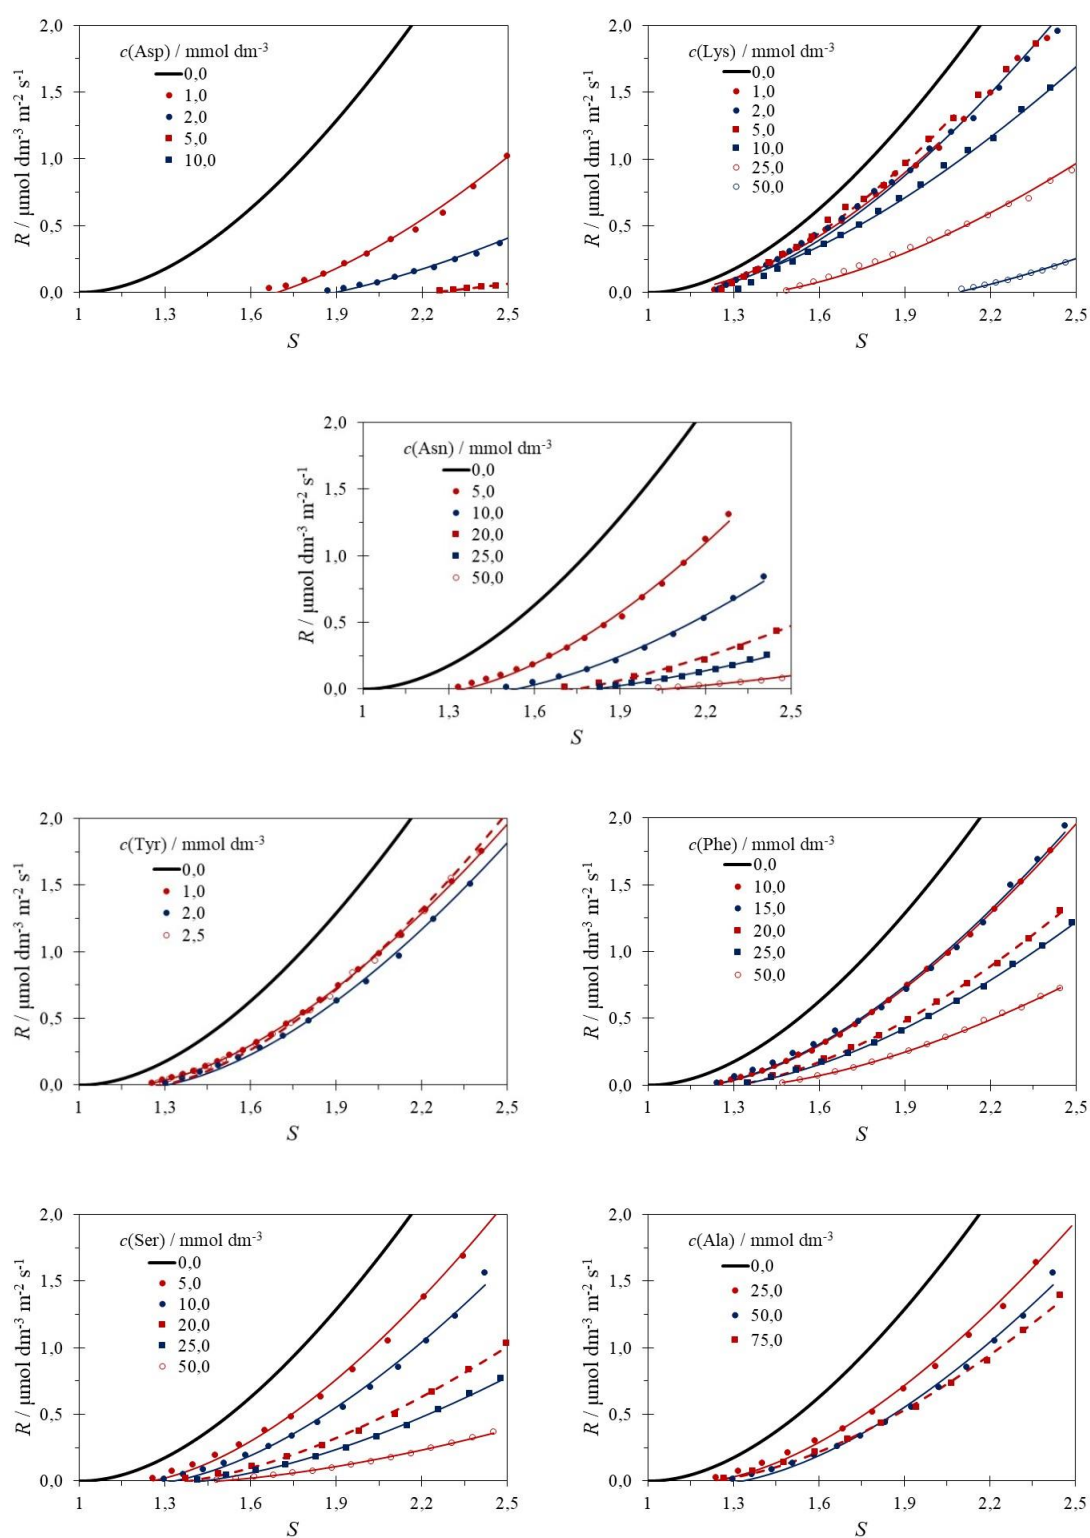 c(Asp) / mmol dm-3
0,0
1,0
2,0
5,0
10,0
R / µmol dm-3 m-2 s-1
2,0
1,5
1,0
0,5
0,0
1 1,3 1,6 1,9 2,2 2,5
S
c(Lys) / mmol dm-3
0,0
1,0
2,0
5,0
10,0
25,0
50,0
R / µmol dm-3 m-2 s-1
2,0
1,5
1,0
0,5
0,0
1 1,3 1,6 1,9 2,2 2,5
S
c(Asn) / mmol dm-3
0,0
5,0
10,0
20,0
25,0
50,0
R / µmol dm-3 m-2 s-1
2,0
1,5
1,0
0,5
0,0
1 1,3 1,6 1,9 2,2 2,5
S
c(Tyr) / mmol dm-3
0,0
1,0
2,0
2,5
R / µmol dm-3 m-2 s-1
2,0
1,5
1,0
0,5
0,0
1 1,3 1,6 1,9 2,2 2,5
S
c(Phe) / mmol dm-3
0,0
10,0
15,0
20,0
25,0
50,0
R / µmol dm-3 m-2 s-1
2,0
1,5
1,0
0,5
0,0
1 1,3 1,6 1,9 2,2 2,5
S
c(Ser) / mmol dm-3
0,0
5,0
10,0
20,0
25,0
50,0
R / µmol dm-3 m-2 s-1
2,0
1,5
1,0
0,5
0,0
1 1,3 1,6 1,9 2,2 2,5
S
c(Ala) / mmol dm-3
0,0
25,0
50,0
75,0
R / µmol dm-3 m-2 s-1
2,0
1,5
1,0
0,5
0,0
1 1,3 1,6 1,9 2,2 2,5
S